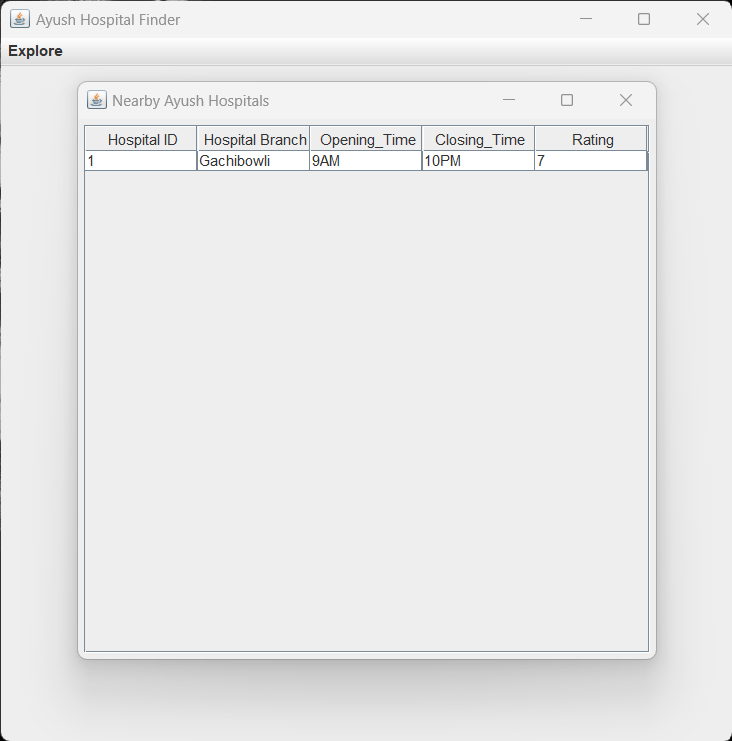 Ayush Hospital Finder
Explore
Nearby Ayush Hospitals
Hospital ID Hospital Branch Opening_Time Closing_Time Rating
1 Gachibowli 9AM 10PM 7